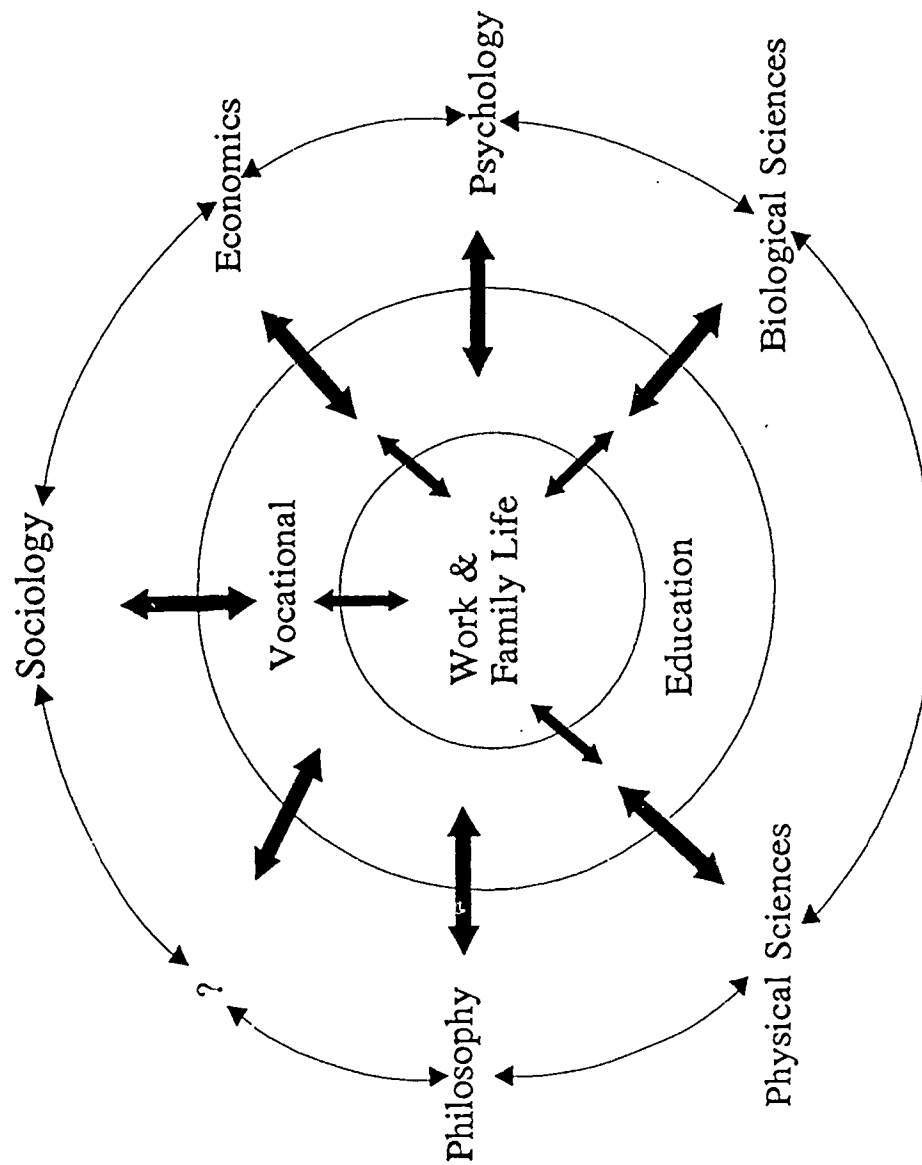 Sociology
?
Economics
Vocational
Philosophy
Work &
Family Life
Psychology
Education
Physical Sciences
Biological Sciences